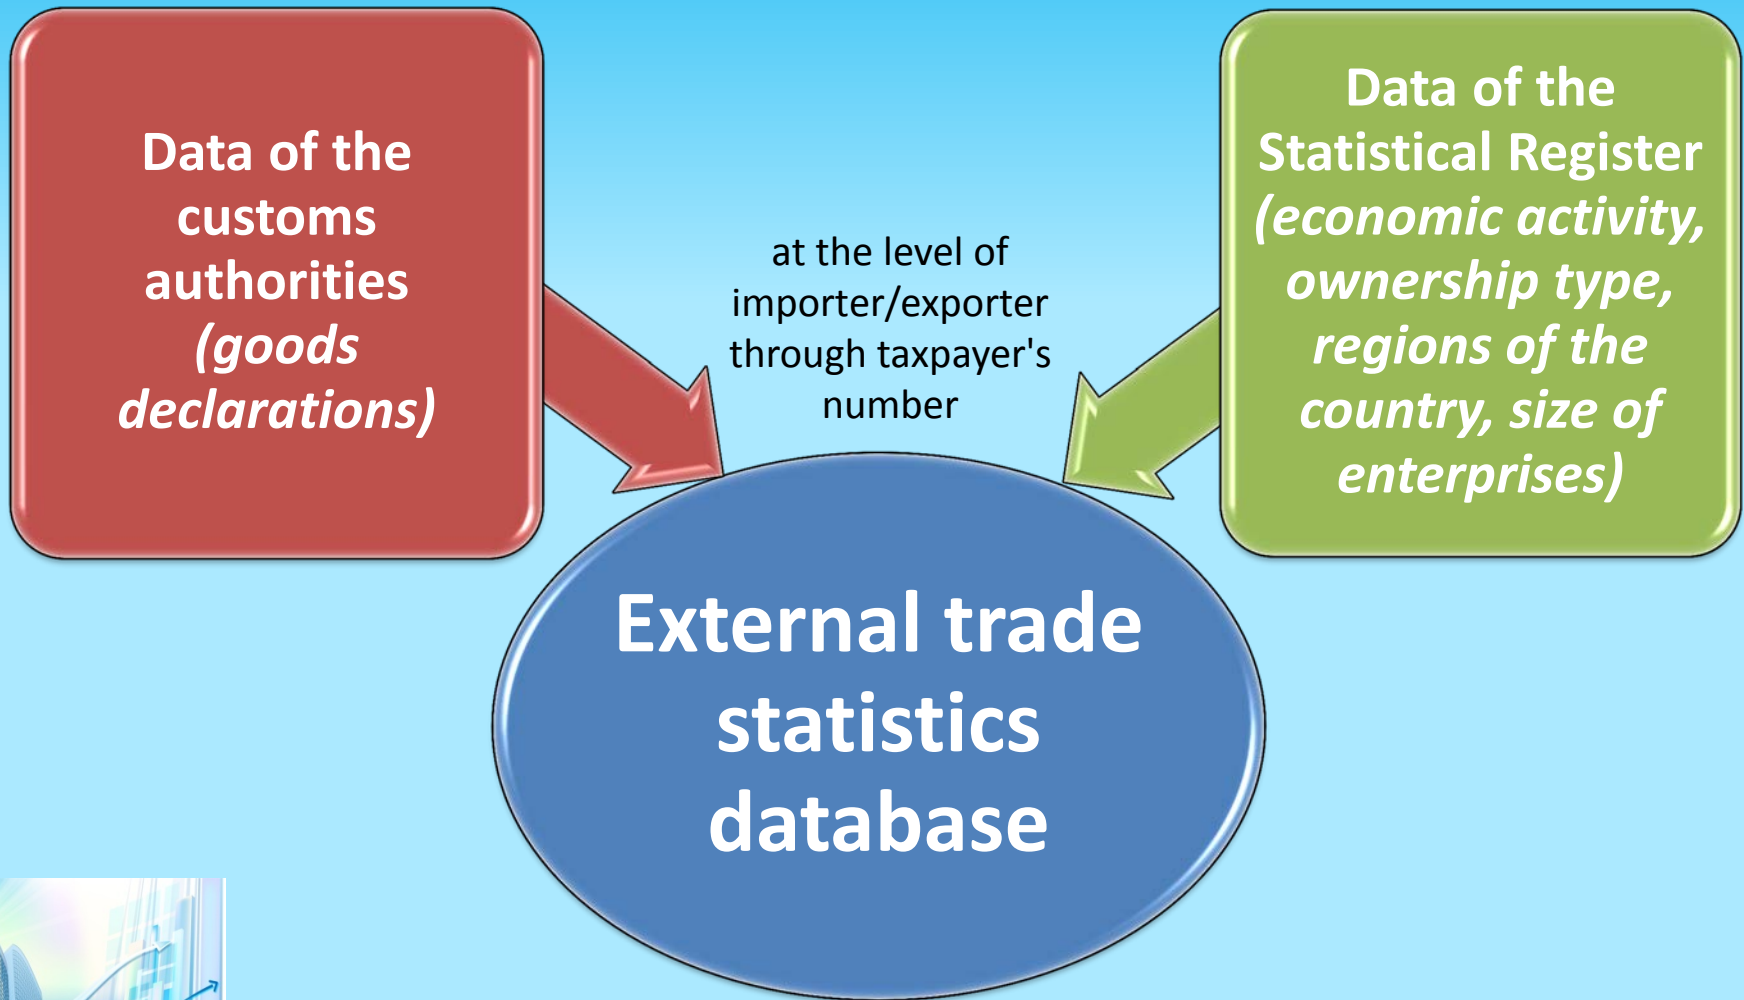 Data of the
customs
authorities
(goods
declarations)
at the level of
importer/exporter
through taxpayer's
number
Data of the
Statistical Register
(economic activity,
ownership type,
regions of the
country, size of
enterprises)
External trade
statistics
database